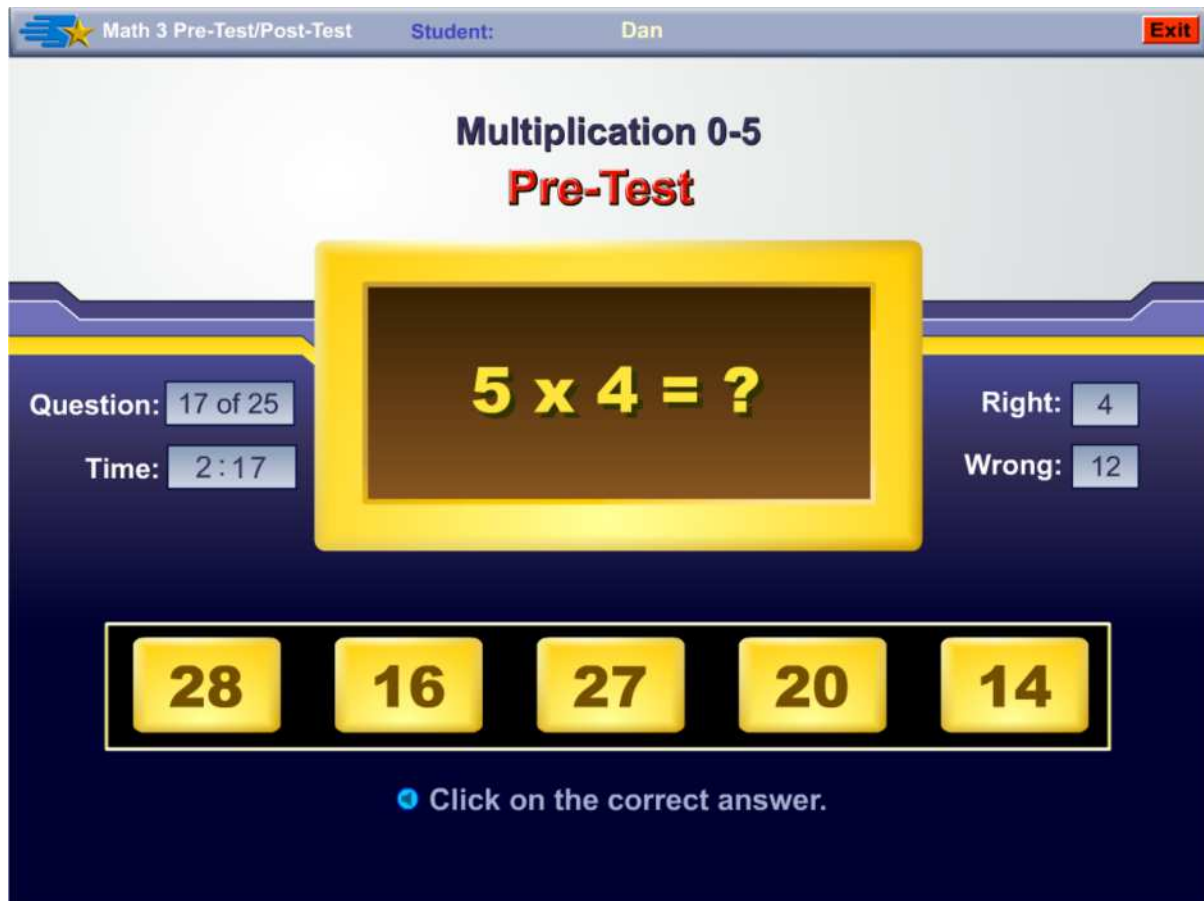 Math 3 Pre-Test/Post-Test Student: Dan Exit
Multiplication 0-5
Pre-Test
5 x 4 = ?
Question: 17 of 25
Time: 2:17
Right: 4
Wrong: 12
28 16 27 20 14
Click on the correct answer.